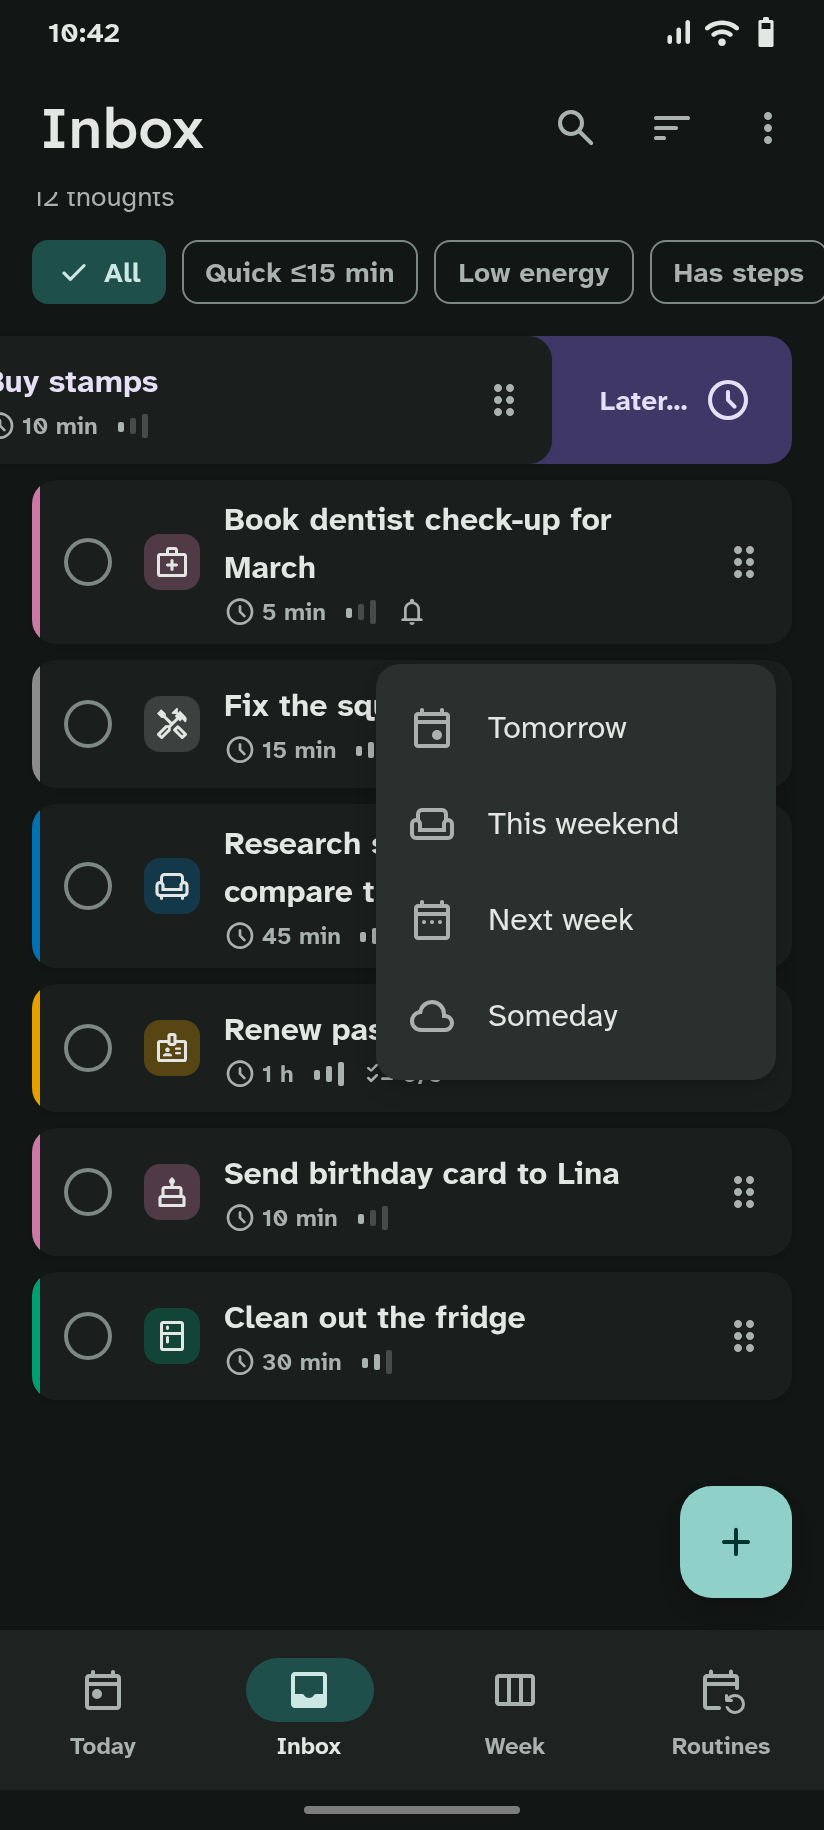 10:42
Inbox
12 thoughts
All
Quick ≤15 min
Low energy
Has steps
Buy stamps
10 min
Later…
Book dentist check-up for
March
5 min
Fix the
15 min
Research
compare
45 min
Renew
1 h
Tomorrow
This weekend
Next week
Someday
Send birthday card to Lina
10 min
Clean out the fridge
30 min
Today
Inbox
Week
Routines